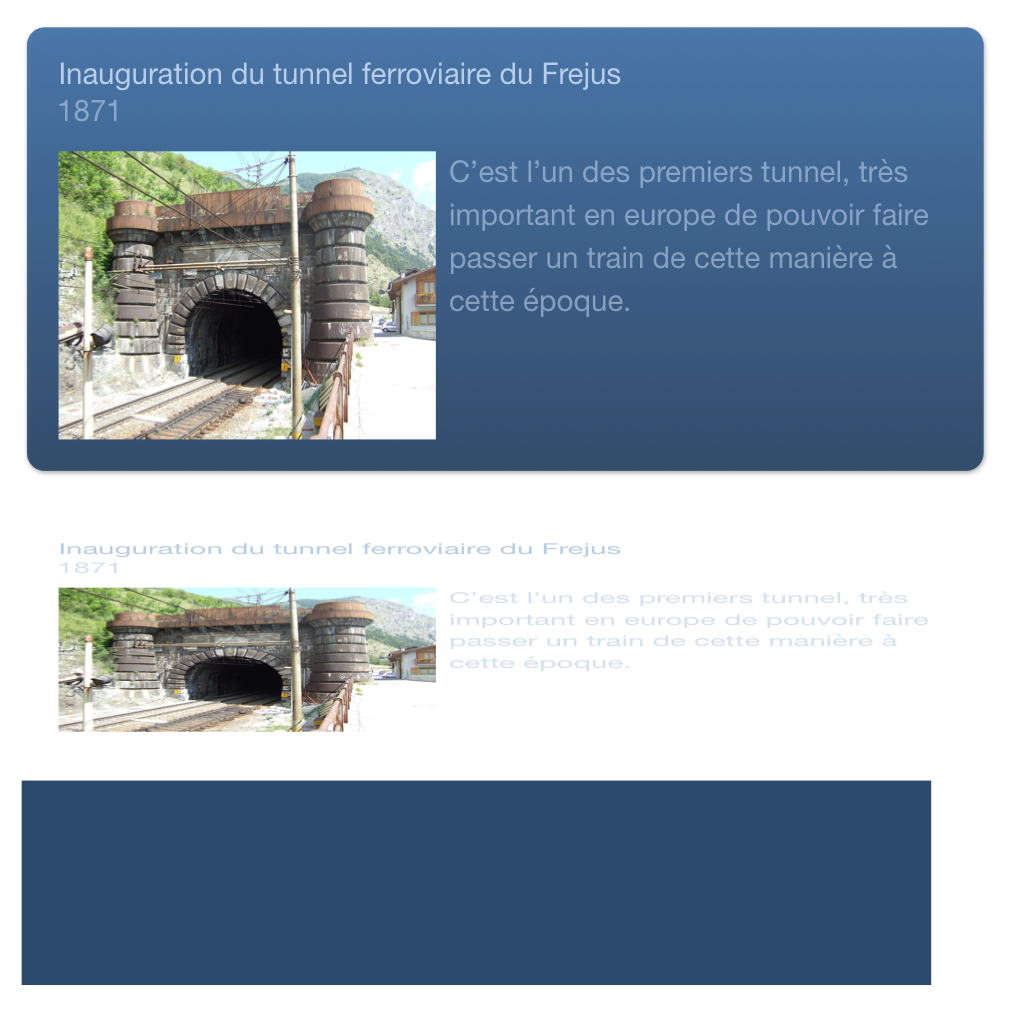 Inauguration du tunnel ferroviaire du Frejus
1871
C’est l’un des premiers tunnel, très
important en europe de pouvoir faire
passer un train de cette manière à
cette époque.
Inauguration du tunnel ferroviaire du Frejus
1871
C’est l’un des premiers tunnel, très
important en europe de pouvoir faire
passer un train de cette manière à
cette époque.